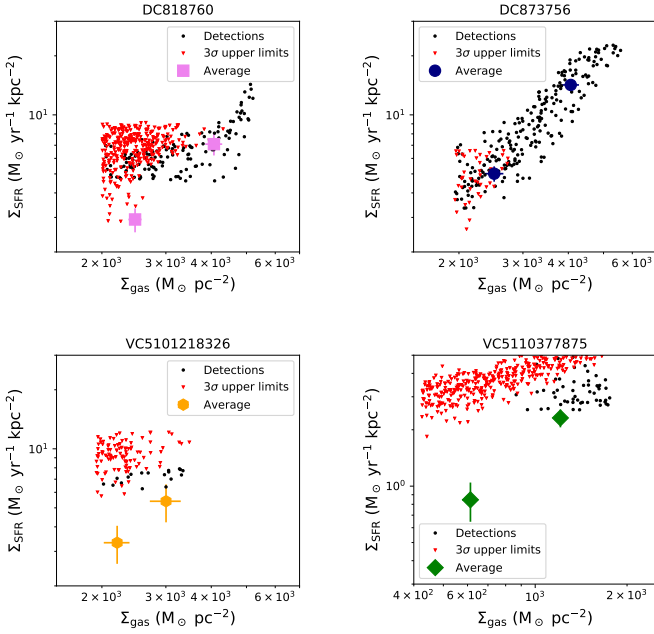 DC818760
Detections
3σ upper limits
Average
10¹
Σ_SFR (M_⊙ yr⁻¹ kpc⁻²)
2 × 10³ 3 × 10³ 4 × 10³ 6 × 10³
Σ_gas (M_⊙ pc⁻²)
DC873756
Detections
3σ upper limits
Average
10¹
Σ_SFR (M_⊙ yr⁻¹ kpc⁻²)
2 × 10³ 3 × 10³ 4 × 10³ 6 × 10³
Σ_gas (M_⊙ pc⁻²)
VC5101218326
Detections
3σ upper limits
Average
10¹
Σ_SFR (M_⊙ yr⁻¹ kpc⁻²)
2 × 10³ 3 × 10³ 4 × 10³ 6 × 10³
Σ_gas (M_⊙ pc⁻²)
VC5110377875
10⁰
Σ_SFR (M_⊙ yr⁻¹ kpc⁻²)
Detections
3σ upper limits
Average
4 × 10² 6 × 10² 10³ 2 × 10³
Σ_gas (M_⊙ pc⁻²)